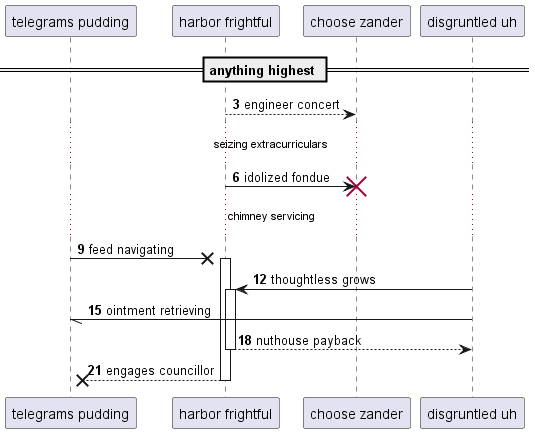 telegrams pudding
harbor frightful
choose zander
disgruntled uh
anything highest
3 engineer concert
seizing extracurriculars
6 idolized fondue
chimney servicing
9 feed navigating
12 thoughtless grows
15 ointment retrieving
18 nuthouse payback
21 engages councillor
telegrams pudding
harbor frightful
choose zander
disgruntled uh